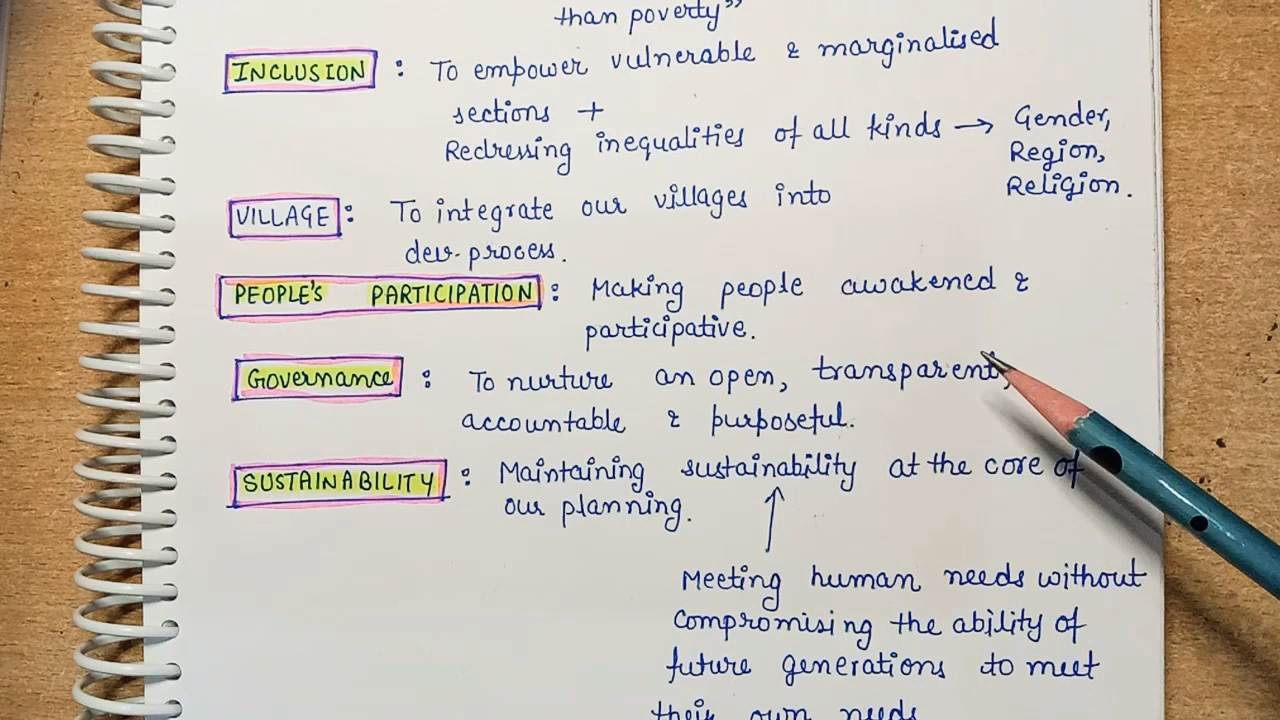 than poverty"
INCLUSION : To empower vulnerable & marginalised
sections +
Redressing inequalities of all kinds → Gender,
Region,
Religion.
VILLAGE : To integrate our villages into
dev. process.
PEOPLE'S PARTICIPATION : Making people awakened &
participative.
Governance : To nurture an open, transparent,
accountable & purposeful.
SUSTAINABILITY : Maintaining sustainability at the core of
our planning.
↑
Meeting human needs without
compromising the ability of
future generations to meet
their own needs